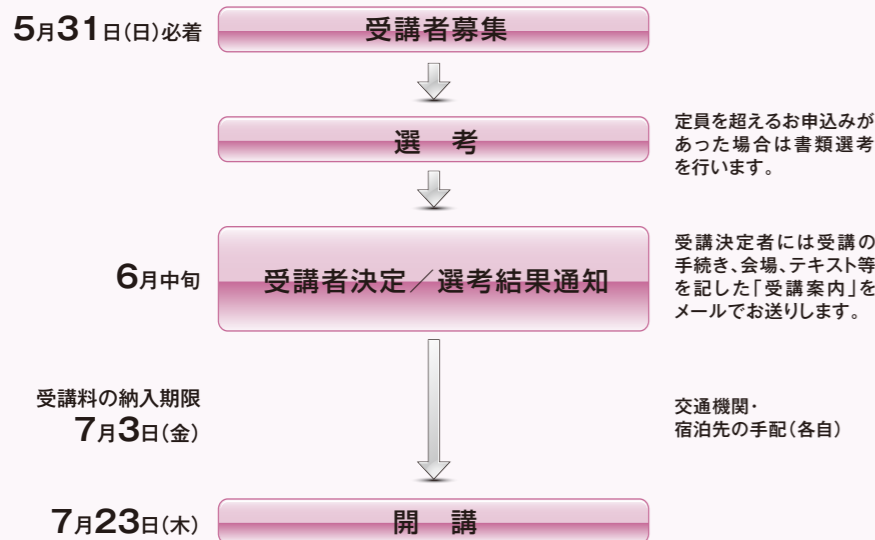 5月31日(日)必着
受講者募集
選　考
定員を超えるお申込みが
あった場合は書類選考
を行います。
6月中旬
受講者決定／選考結果通知
受講決定者には受講の
手続き、会場、テキスト等
を記した「受講案内」を
メールでお送りします。
受講料の納入期限
7月3日(金)
交通機関・
宿泊先の手配(各自)
7月23日(木)
開　講